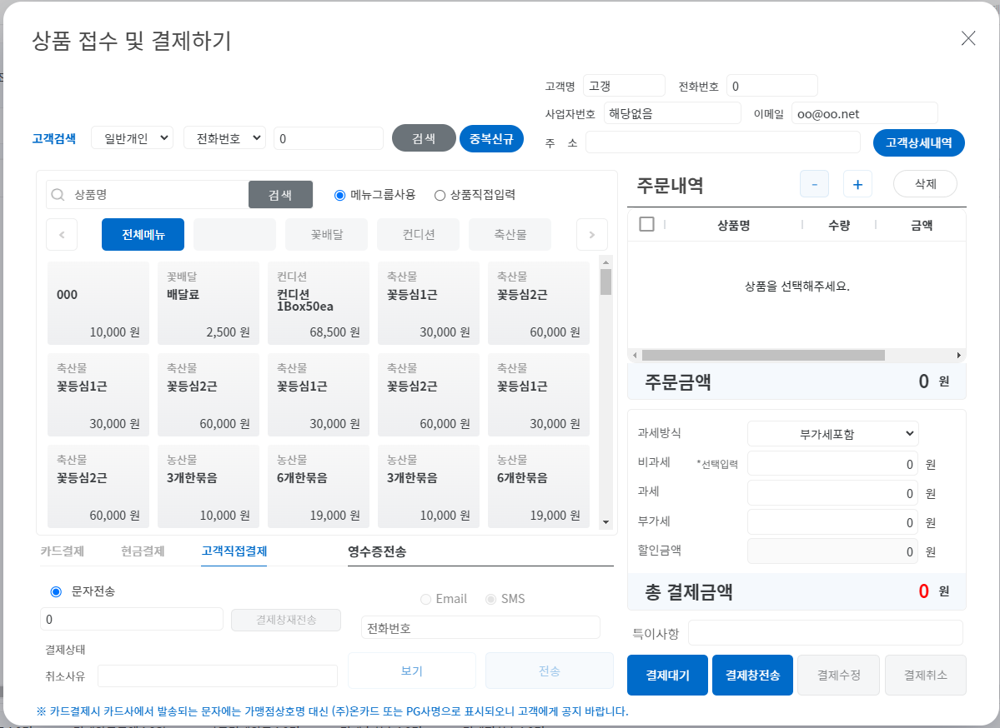 상품 접수 및 결제하기
고객명 고갱 전화번호 0
사업자번호 해당없음 이메일 oo@oo.net
고객검색 일반개인 전화번호 0 검색 중복신규 주 소 고객상세내역
상품명 검색 메뉴그룹사용 상품직접입력
< 전체메뉴 꽃배달 컨디션 축산물 >
000
10,000 원
꽃배달
배달료
2,500 원
컨디션
컨디션
1Box50ea
68,500 원
축산물
꽃등심1근
30,000 원
축산물
꽃등심2근
60,000 원
축산물
꽃등심1근
30,000 원
축산물
꽃등심2근
60,000 원
축산물
꽃등심1근
30,000 원
축산물
꽃등심2근
60,000 원
축산물
꽃등심1근
30,000 원
축산물
꽃등심2근
60,000 원
농산물
3개한묶음
10,000 원
농산물
6개한묶음
19,000 원
농산물
3개한묶음
10,000 원
농산물
6개한묶음
19,000 원
주문내역 - + 삭제
상품명 수량 금액
상품을 선택해주세요.
주문금액 0 원
과세방식 부가세포함
비과세 *선택입력 0 원
과세 0 원
부가세 0 원
할인금액 0 원
총 결제금액 0 원
특이사항
결제대기 결제창전송 결제수정 결제취소
카드결제 현금결제 고객직접결제
문자전송
0 결제창재전송
결제상태
취소사유
영수증전송
Email SMS
전화번호
보기 전송
※ 카드결제시 카드사에서 발송되는 문자에는 가맹점상호명 대신 (주)온카드 또는 PG사명으로 표시되오니 고객에게 공지 바랍니다.